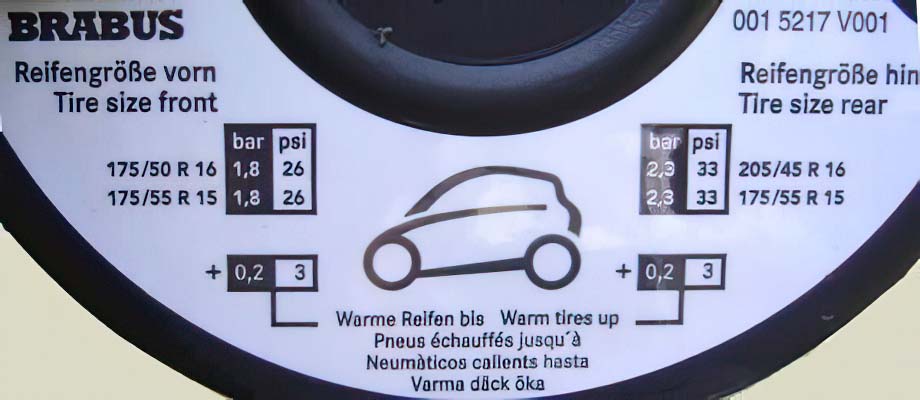 BRABUS
001 5217 V001
Reifengröße vorn
Tire size front
Reifengröße hin
Tire size rear
bar psi
175/50 R 16 1,8 26
175/55 R 15 1,8 26
bar psi
2,3 33 205/45 R 16
2,3 33 175/55 R 15
+ 0,2 3
+ 0,2 3
Warme Reifen bis Warm tires up
Pneus échauffés jusqu´à
Neumàticos calients hasta
Varma däck öka